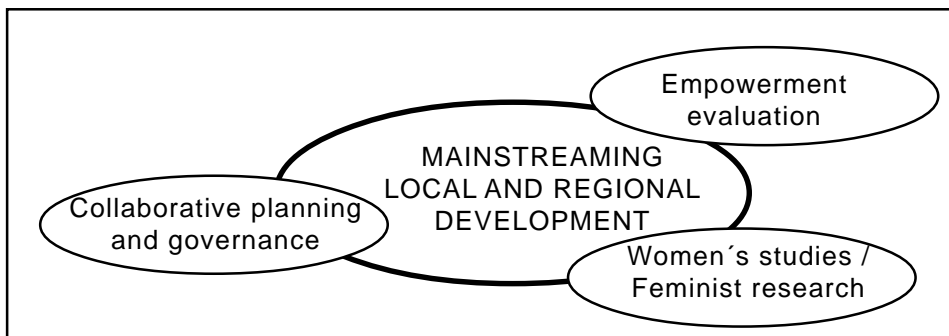 Empowerment
evaluation
MAINSTREAMING
LOCAL AND REGIONAL
DEVELOPMENT
Collaborative planning
and governance
Women´s studies /
Feminist research